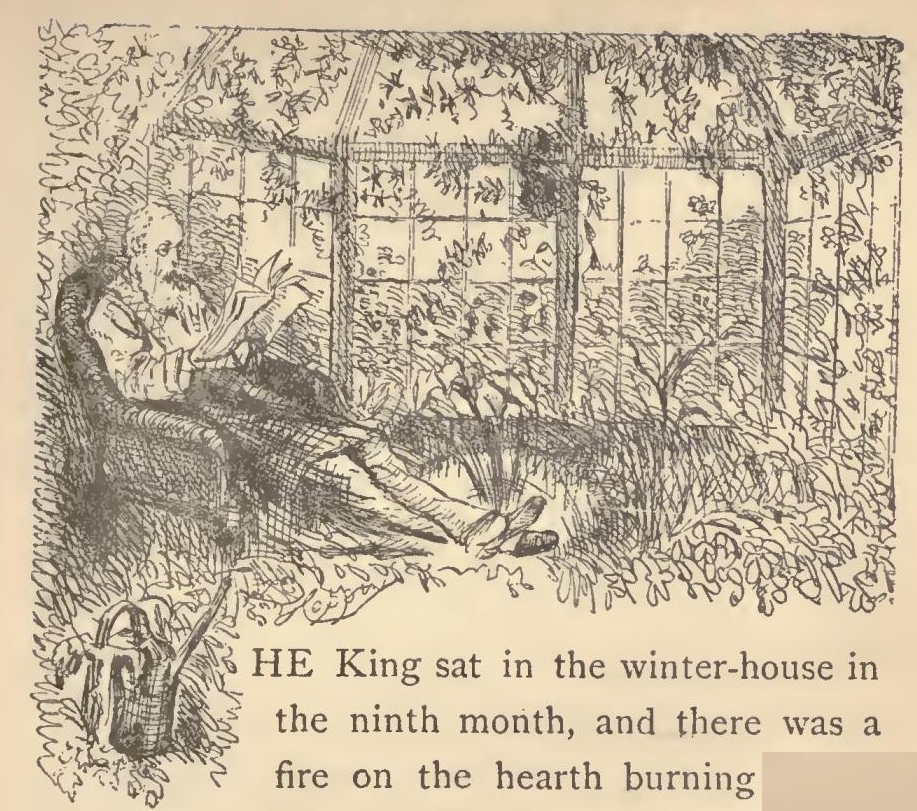 HE King sat in the winter-house in
the ninth month, and there was a
fire on the hearth burning